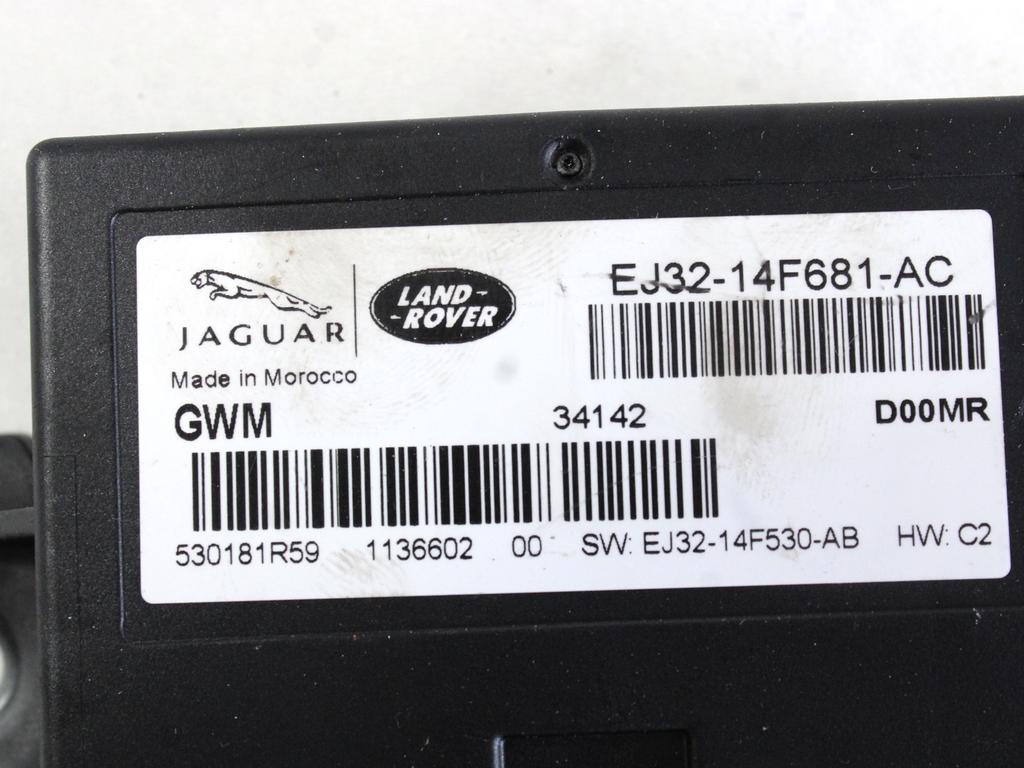 JAGUAR
LAND-
-ROVER
EJ32-14F681-AC
Made in Morocco
GWM 34142 D00MR
530181R59 1136602 00 SW: EJ32-14F530-AB HW: C2